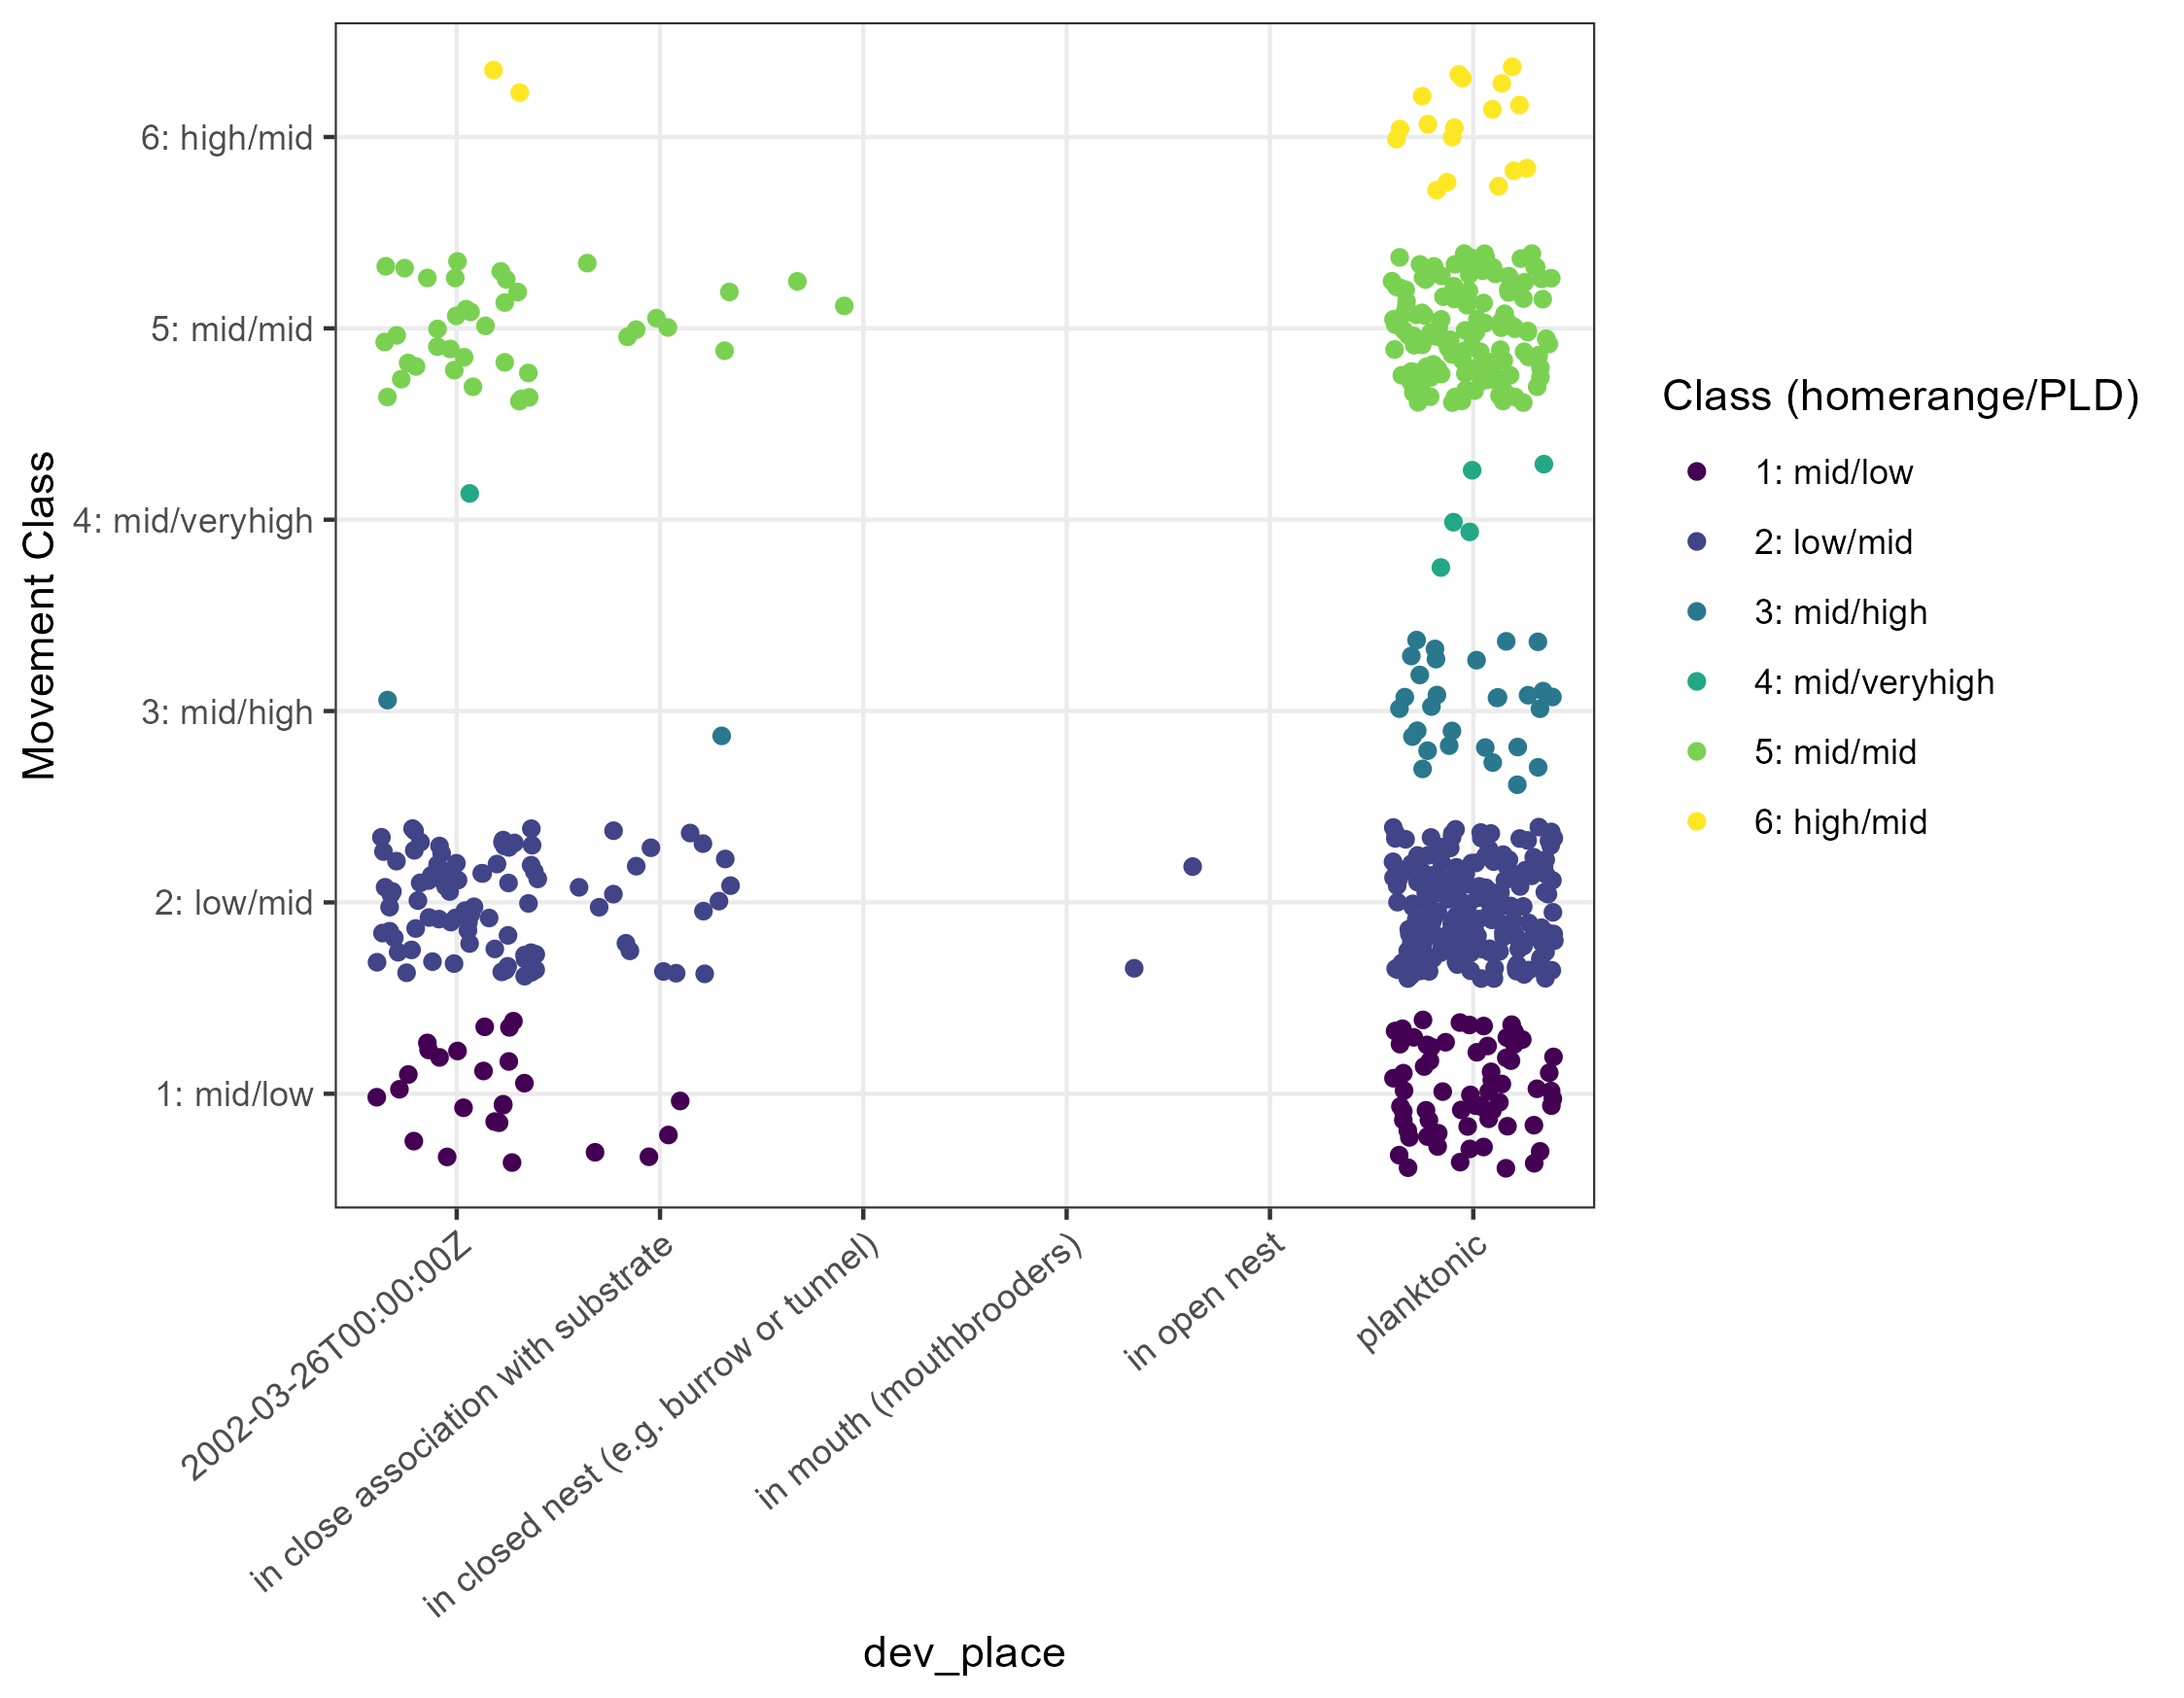 Movement Class
6: high/mid
5: mid/mid
4: mid/veryhigh
3: mid/high
2: low/mid
1: mid/low
2002-03-26T00:00:00Z
in close association with substrate
in closed nest (e.g. burrow or tunnel)
in mouth (mouthbrooders)
in open nest
planktonic
dev_place
Class (homerange/PLD)
1: mid/low
2: low/mid
3: mid/high
4: mid/veryhigh
5: mid/mid
6: high/mid